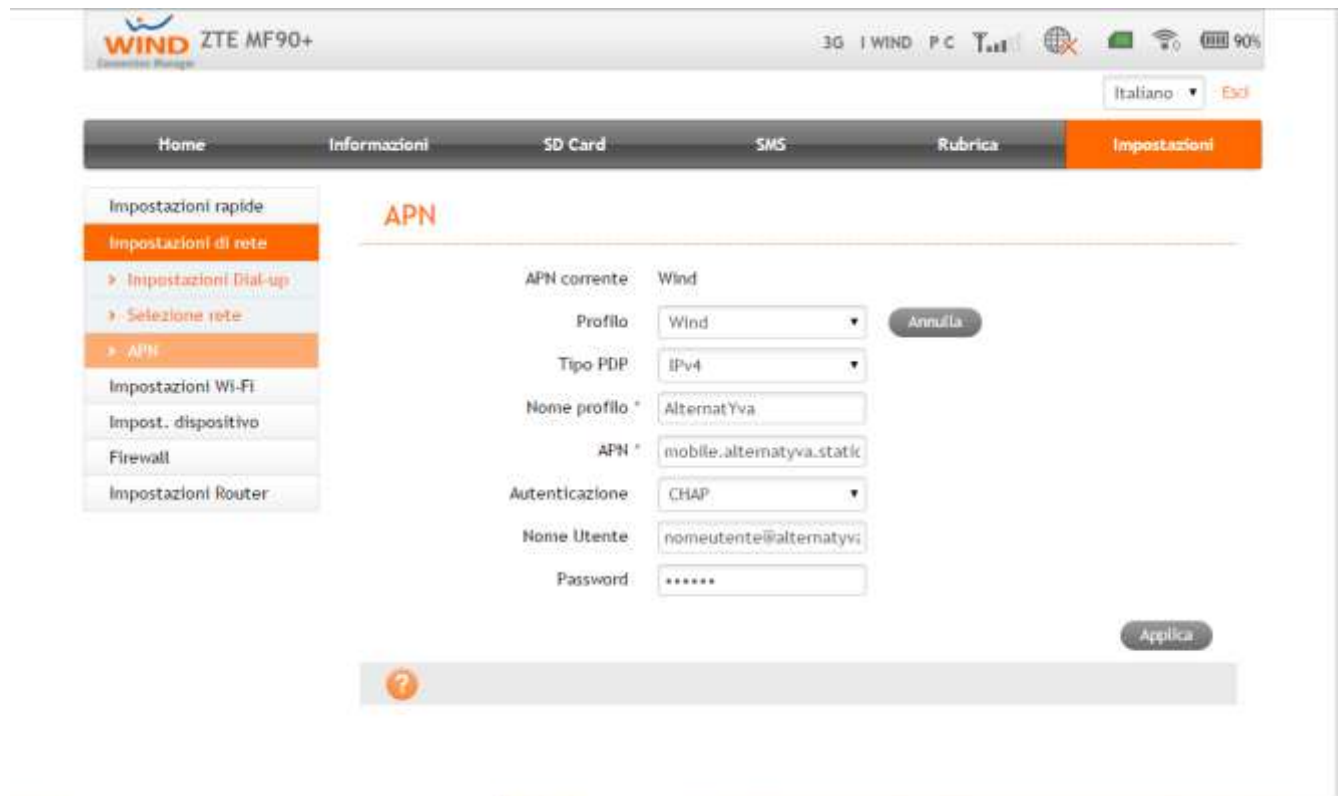 WIND ZTE MF90+ 3G I WIND P C 90%
Connection Manager
Italiano Esci
Home Informazioni SD Card SMS Rubrica Impostazioni
Impostazioni rapide
Impostazioni di rete
Impostazioni Dial-up
Selezione rete
APN
Impostazioni Wi-Fi
Impost. dispositivo
Firewall
Impostazioni Router
APN
APN corrente Wind
Profilo Wind Annulla
Tipo PDP IPv4
Nome profilo * AlternatYva
APN * mobile.alternatyva.static
Autenticazione CHAP
Nome Utente nomeutente@alternatyva
Password ••••••
Applica
?